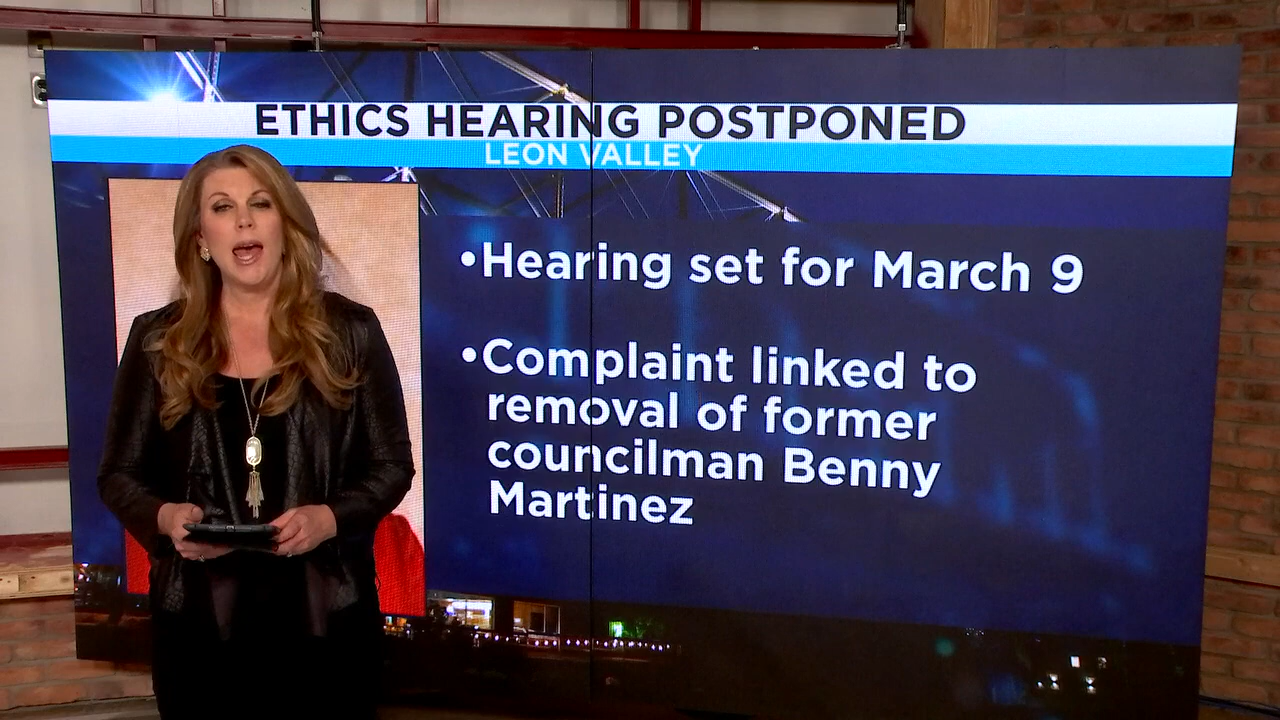 ETHICS HEARING POSTPONED
LEON VALLEY
•Hearing set for March 9
•Complaint linked to
removal of former
councilman Benny
Martinez